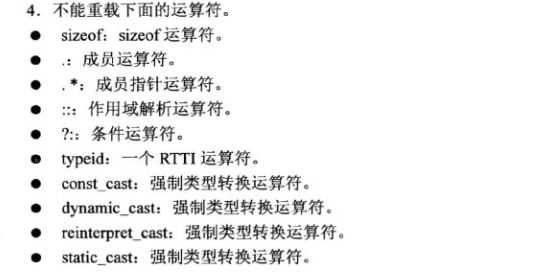 4. 不能重载下面的运算符。
● sizeof：sizeof 运算符。
● .：成员运算符。
● . *：成员指针运算符。
● ::：作用域解析运算符。
● ?:：条件运算符。
● typeid：一个 RTTI 运算符。
● const_cast：强制类型转换运算符。
● dynamic_cast：强制类型转换运算符。
● reinterpret_cast：强制类型转换运算符。
● static_cast：强制类型转换运算符。